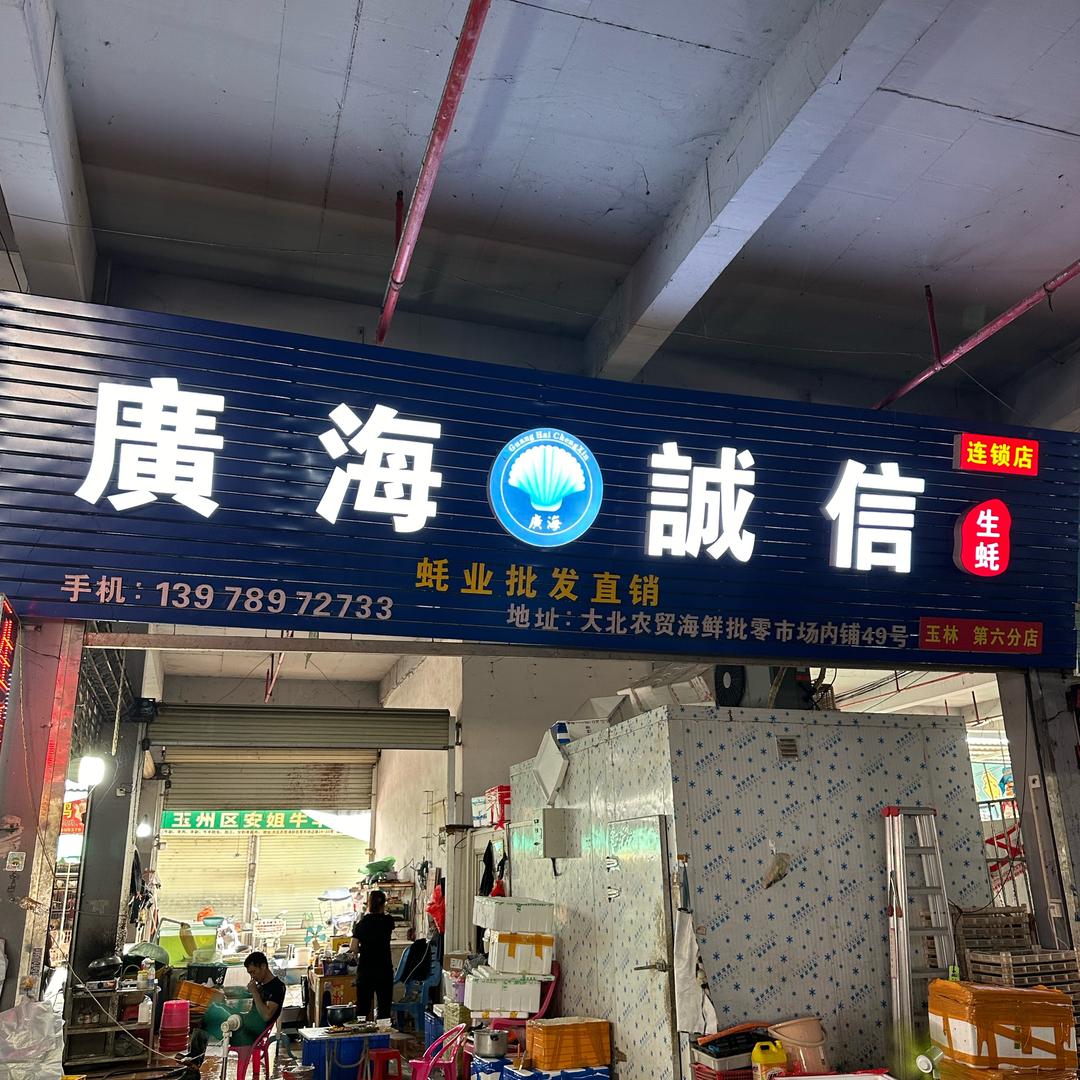 廣海
Guang Hai Cheng Xin
廣海
誠信
连锁店
生蚝
蚝业批发直销
手机：139 789 72733
地址：大北农贸海鲜批零市场内铺49号
玉林 第六分店
玉州区安姐牛